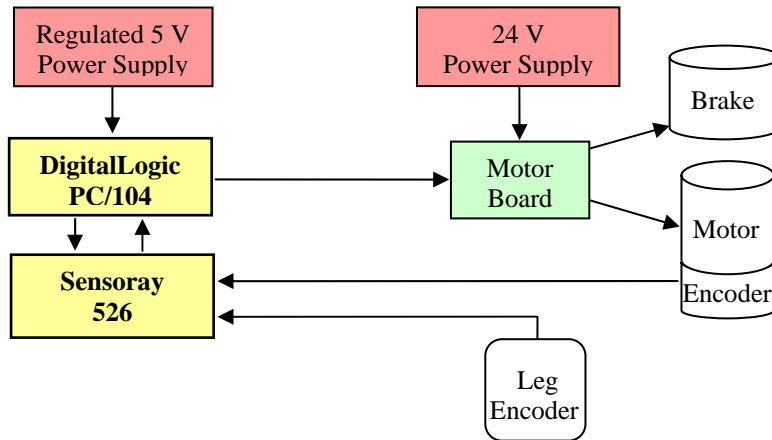 Regulated 5 V
Power Supply
24 V
Power Supply
Brake
DigitalLogic
PC/104
Motor
Board
Motor
Encoder
Sensoray
526
Leg
Encoder